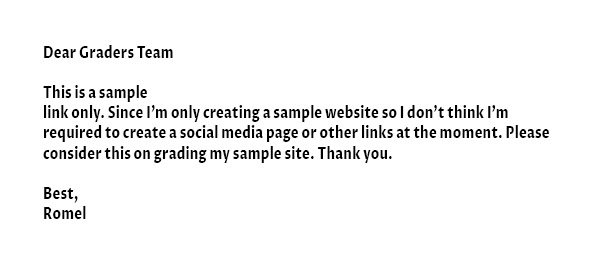 Dear Graders Team
This is a sample
link only. Since I'm only creating a sample website so I don't think I'm
required to create a social media page or other links at the moment. Please
consider this on grading my sample site. Thank you.
Best,
Romel